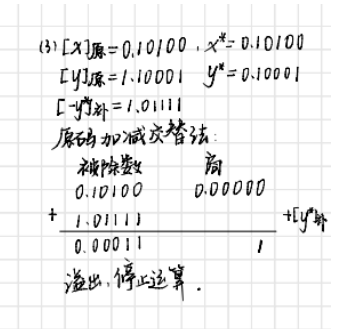 (3) [X]原=0.10100 , x*=0.10100
[Y]原=1.10001 y*=0.10001
[-y*]补=1.01111
原码加减交替法:
被除数 商
0.10100 0.00000
+ 1.01111 +[y*]补
0.00011 1
溢出,停止运算.